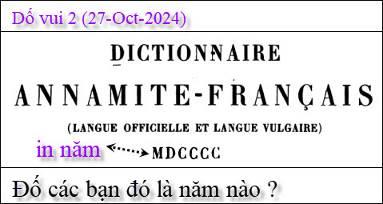 Dố vui 2 (27-Oct-2024)
DICTIONNAIRE
ANNAMITE-FRANÇAIS
(LANGUE OFFICIELLE ET LANGUE VULGAIRE)
in năm MDCCCC
Đố các bạn đó là năm nào ?